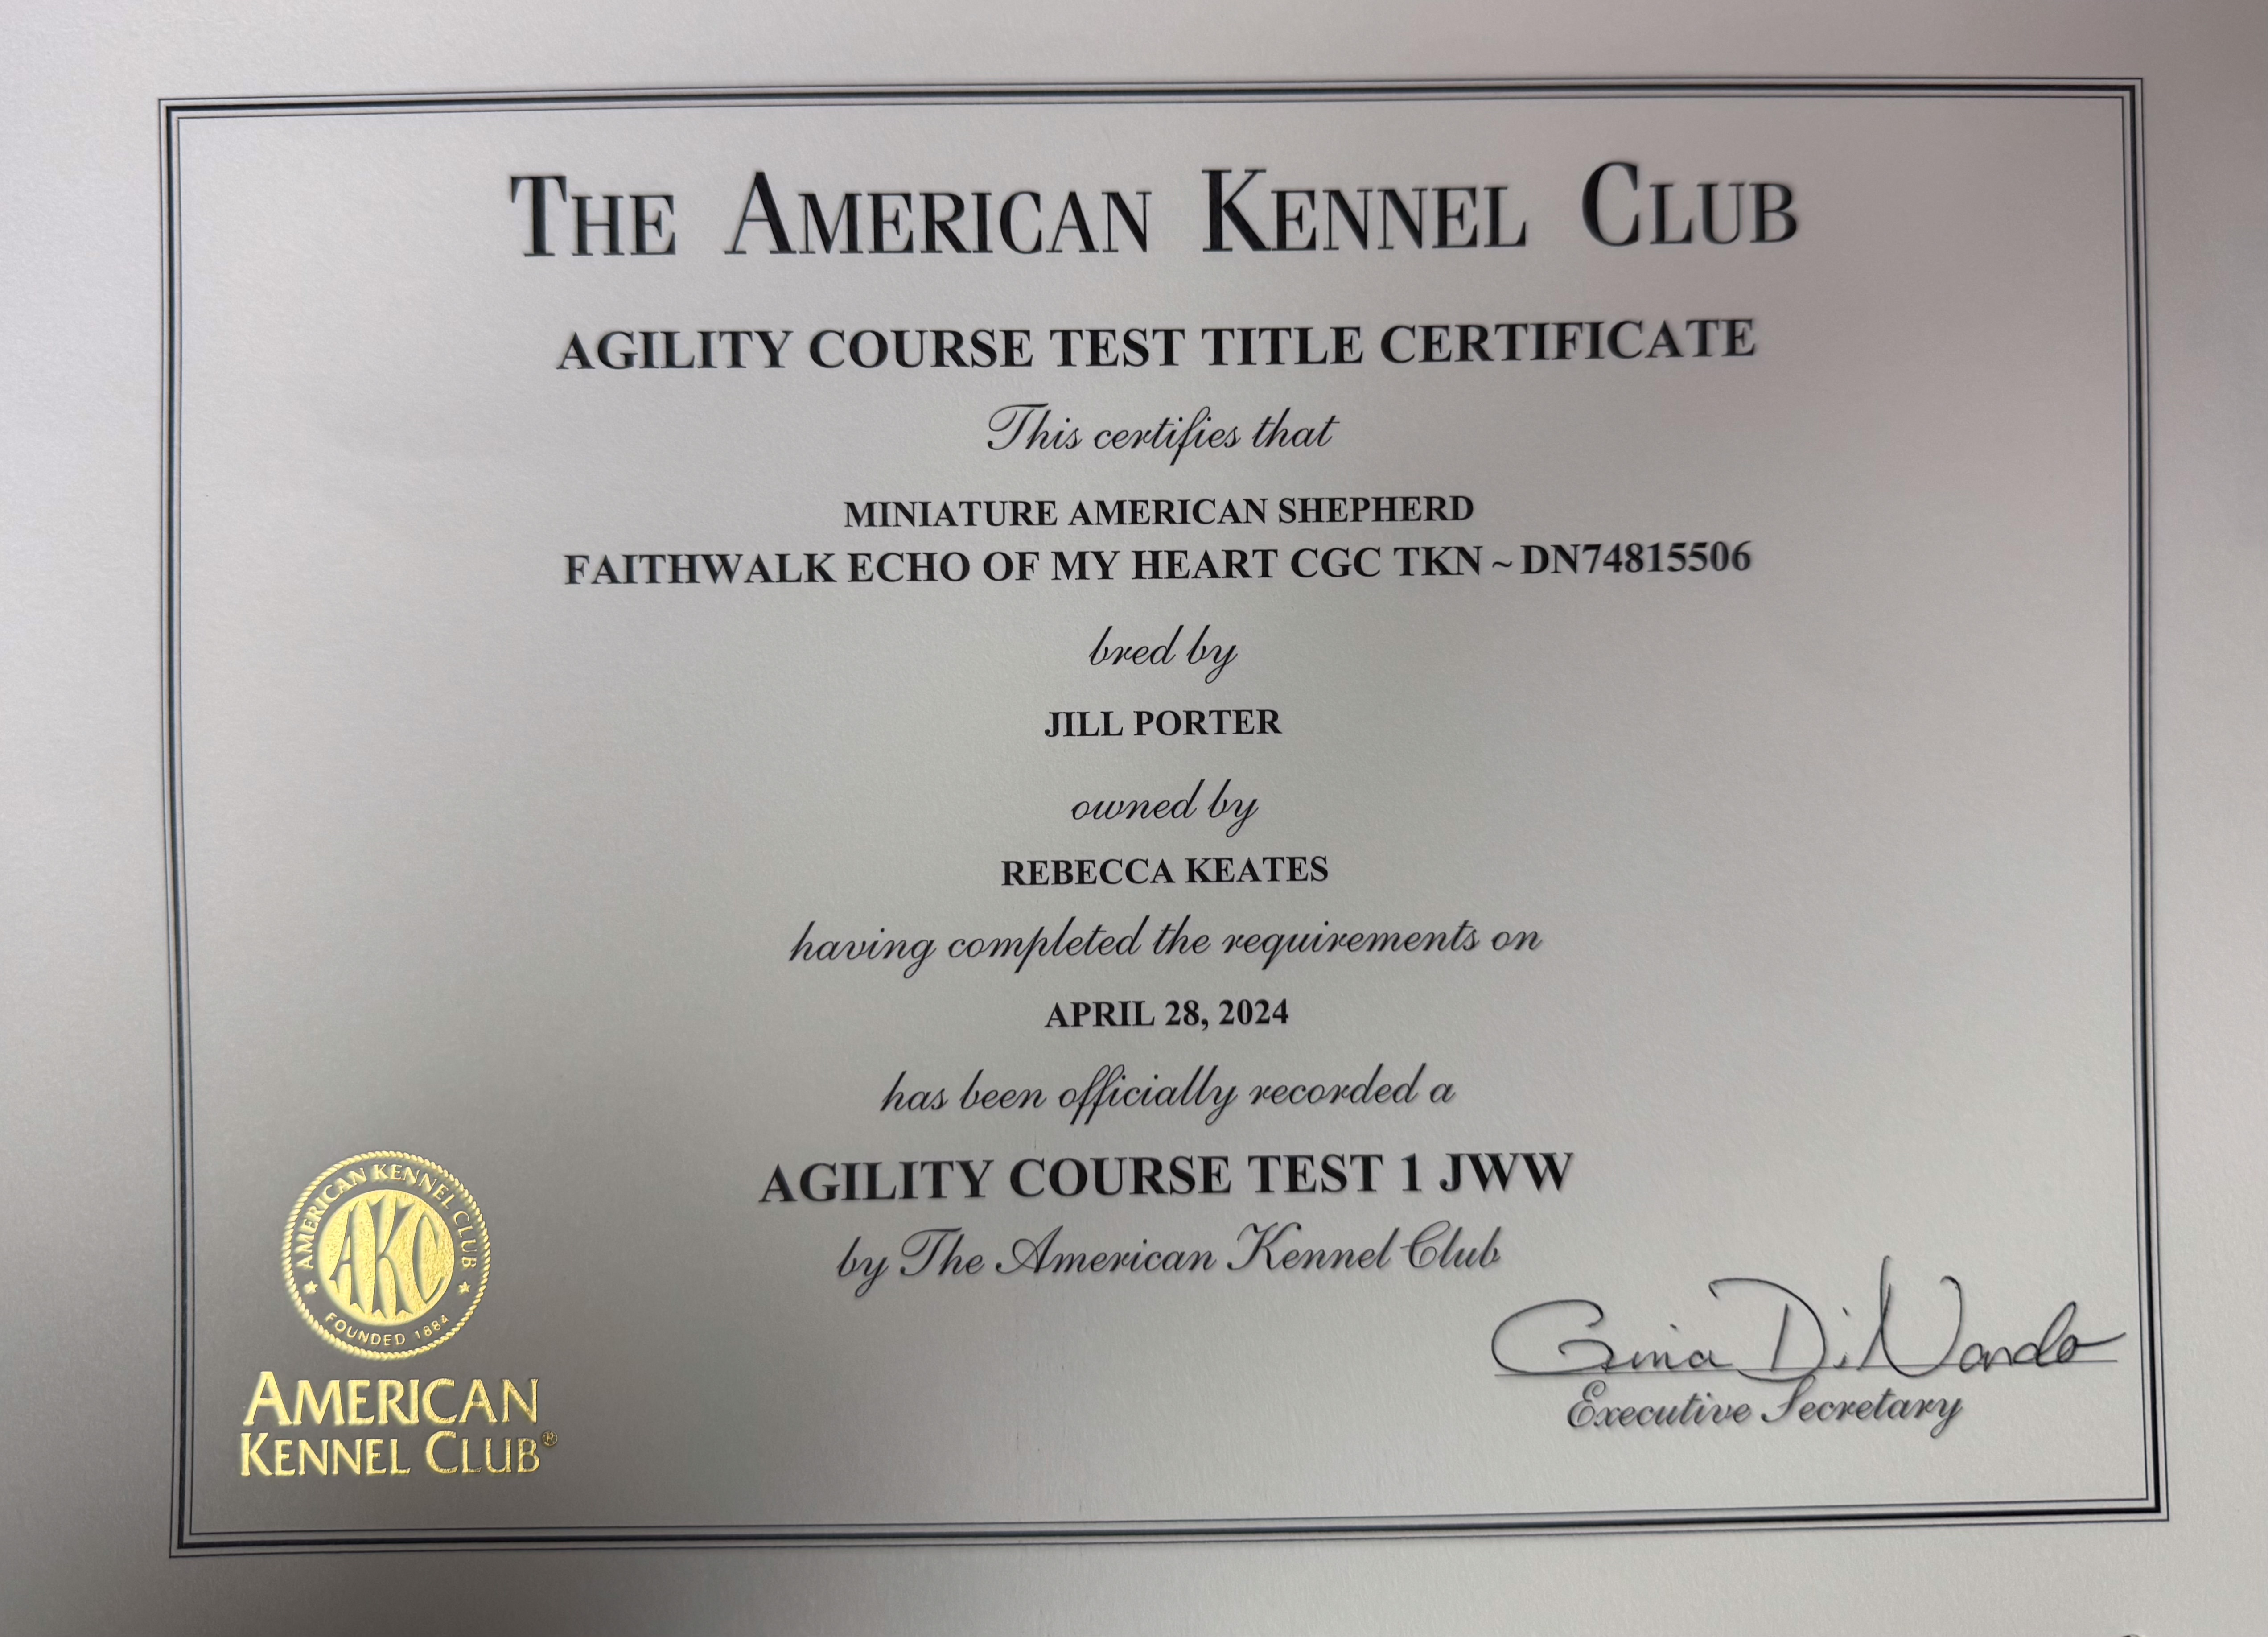 THE AMERICAN KENNEL CLUB
AGILITY COURSE TEST TITLE CERTIFICATE
This certifies that
MINIATURE AMERICAN SHEPHERD
FAITHWALK ECHO OF MY HEART CGC TKN ~ DN74815506
bred by
JILL PORTER
owned by
REBECCA KEATES
having completed the requirements on
APRIL 28, 2024
has been officially recorded a
AGILITY COURSE TEST 1 JWW
by The American Kennel Club
AMERICAN KENNEL CLUB
AKC
FOUNDED 1884
AMERICAN
KENNEL CLUB®
Gina DiNardo
Executive Secretary